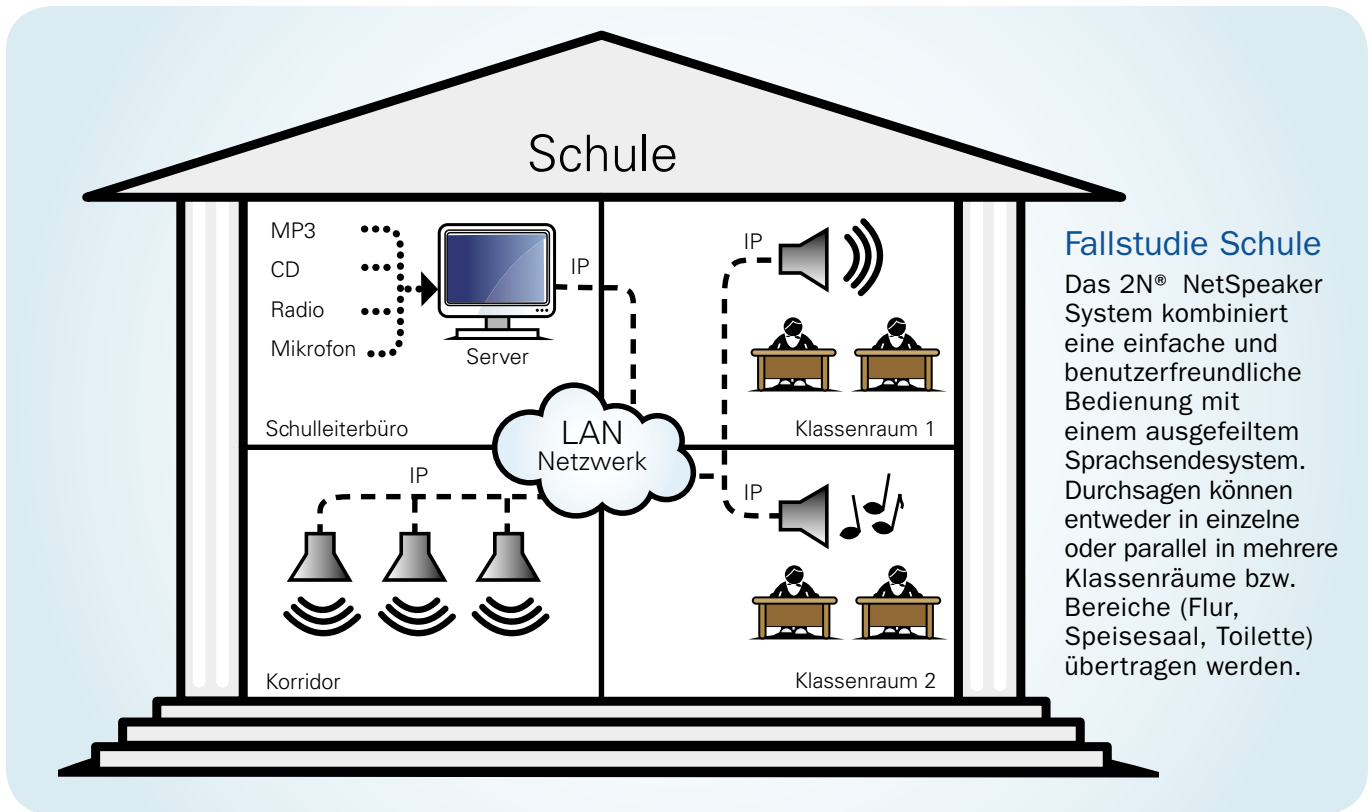 Schule
MP3
CD
Radio
Mikrofon
Server
IP
Schulleiterbüro
IP
Klassenraum 1
LAN
Netzwerk
IP
Korridor
IP
Klassenraum 2
Fallstudie Schule
Das 2N® NetSpeaker
System kombiniert
eine einfache und
benutzerfreundliche
Bedienung mit
einem ausgefeiltem
Sprachsendesystem.
Durchsagen können
entweder in einzelne
oder parallel in mehrere
Klassenräume bzw.
Bereiche (Flur,
Speisesaal, Toilette)
übertragen werden.